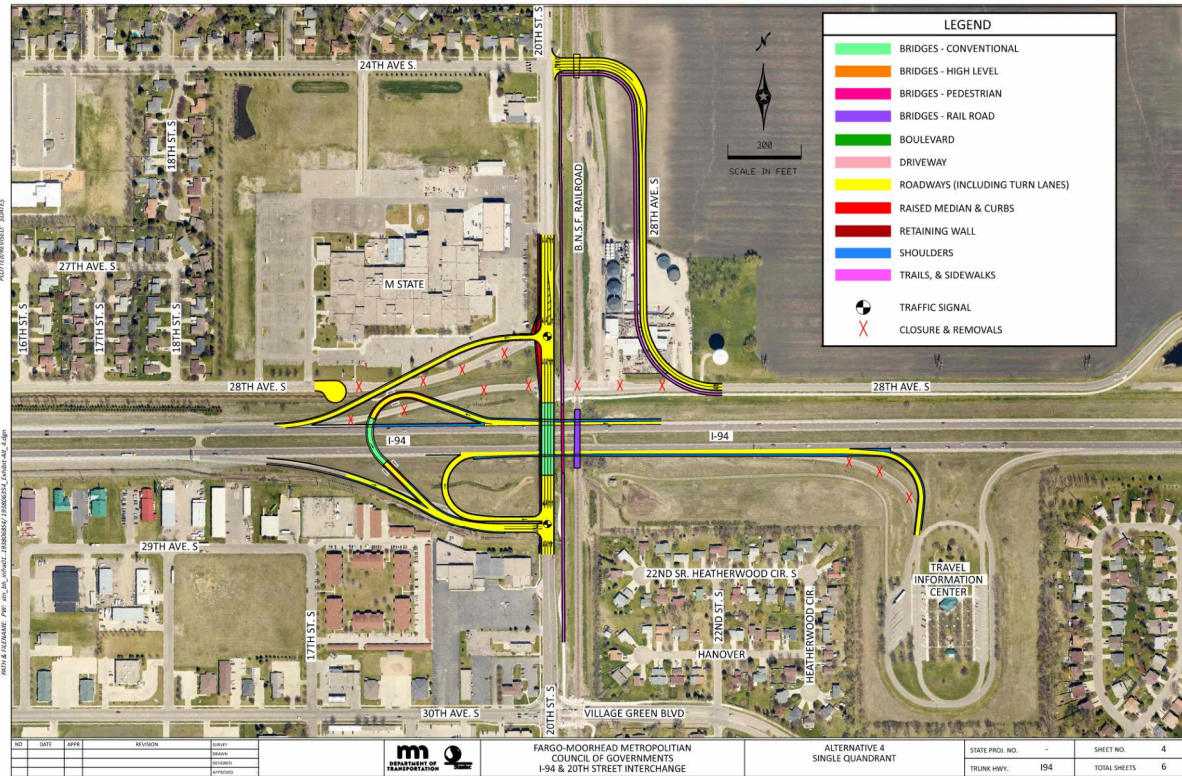 20TH ST. S
24TH AVE S.
18TH ST. S
B.N.S.F. RAILROAD
28TH AVE. S
N
300
SCALE IN FEET
LEGEND
BRIDGES - CONVENTIONAL
BRIDGES - HIGH LEVEL
BRIDGES - PEDESTRIAN
BRIDGES - RAIL ROAD
BOULEVARD
DRIVEWAY
ROADWAYS (INCLUDING TURN LANES)
RAISED MEDIAN & CURBS
RETAINING WALL
SHOULDERS
TRAILS, & SIDEWALKS
TRAFFIC SIGNAL
CLOSURE & REMOVALS
27TH AVE. S
M STATE
16TH ST. S
17TH ST. S
18TH ST. S
28TH AVE. S
28TH AVE. S
I-94
I-94
29TH AVE. S
17TH ST. S
22ND SR. HEATHERWOOD CIR. S
22ND ST. S
HANOVER
HEATHERWOOD CIR.
TRAVEL
INFORMATION
CENTER
30TH AVE. S
20TH ST. S
VILLAGE GREEN BLVD
NO DATE APPR REVISION
SURVEY
DRAWN
DESIGNED
APPROVED
DEPARTMENT OF
TRANSPORTATION
Stantec
FARGO-MOORHEAD METROPOLITAN
COUNCIL OF GOVERNMENTS
I-94 & 20TH STREET INTERCHANGE
ALTERNATIVE 4
SINGLE QUADRANT
STATE PROJ. NO. -
TRUNK HWY. I94
SHEET NO. 4
TOTAL SHEETS 6